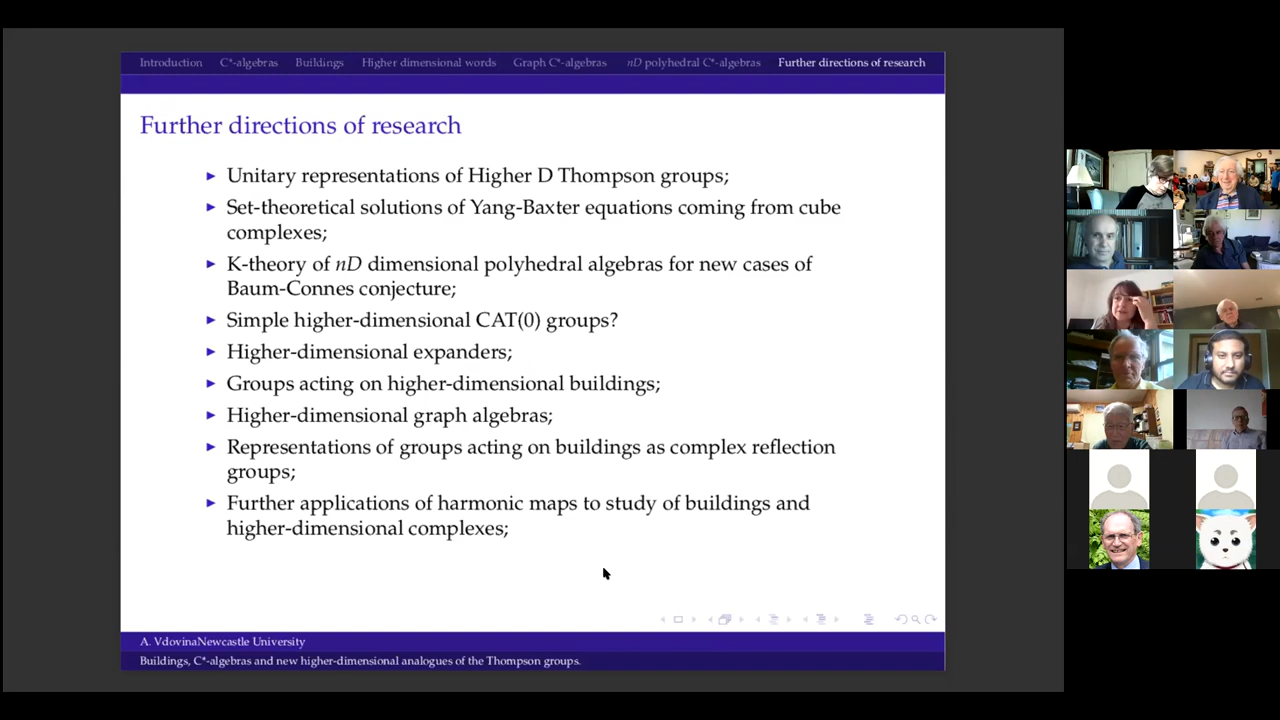 Introduction C*-algebras Buildings Higher dimensional words Graph C*-algebras nD polyhedral C*-algebras Further directions of research
Further directions of research
Unitary representations of Higher D Thompson groups;
Set-theoretical solutions of Yang-Baxter equations coming from cube
complexes;
K-theory of nD dimensional polyhedral algebras for new cases of
Baum-Connes conjecture;
Simple higher-dimensional CAT(0) groups?
Higher-dimensional expanders;
Groups acting on higher-dimensional buildings;
Higher-dimensional graph algebras;
Representations of groups acting on buildings as complex reflection
groups;
Further applications of harmonic maps to study of buildings and
higher-dimensional complexes;
A. VdovinaNewcastle University
Buildings, C*-algebras and new higher-dimensional analogues of the Thompson groups.